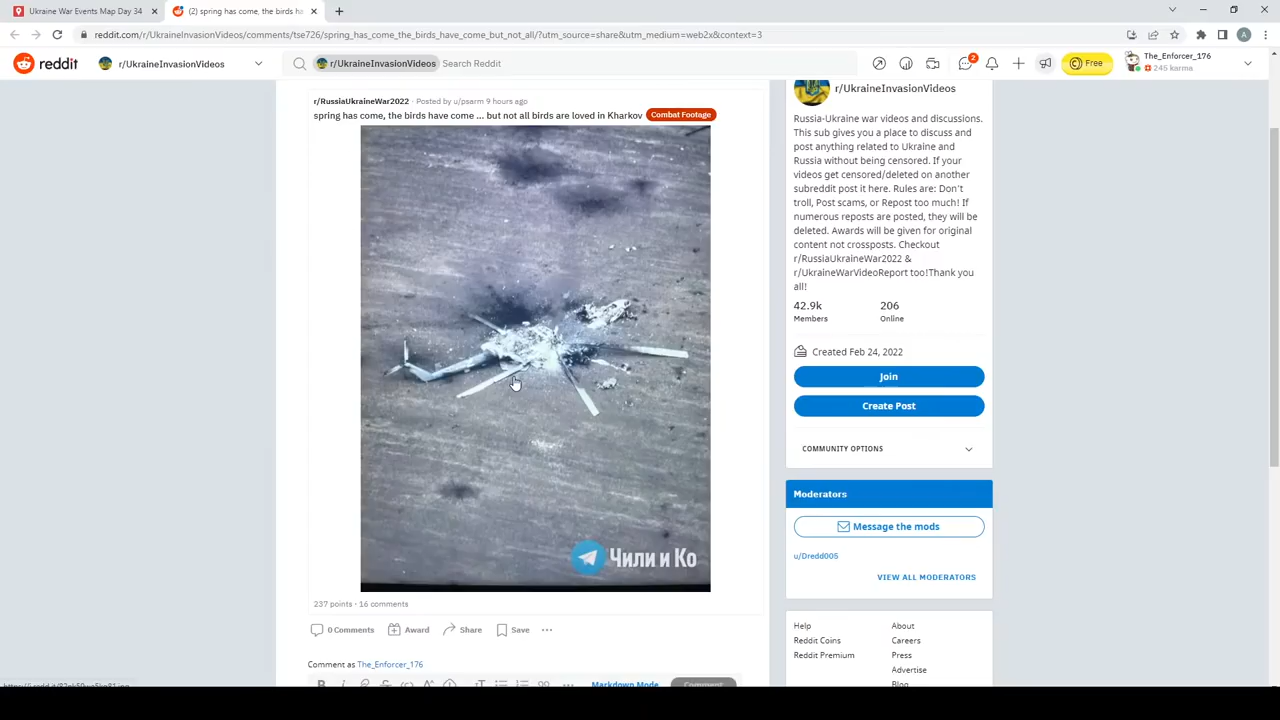 Ukraine War Events Map Day 34
(2) spring has come, the birds ha
A
reddit.com/r/UkraineInvasionVideos/comments/tse726/spring_has_come_the_birds_have_come_but_not_all/?utm_source=share&utm_medium=web2x&context=3
reddit
r/UkraineInvasionVideos
r/UkraineInvasionVideos
Search Reddit
2
Free
The_Enforcer_176
245 karma
r/RussiaUkraineWar2022 · Posted by u/psarm 9 hours ago
spring has come, the birds have come ... but not all birds are loved in Kharkov
Combat Footage
Чили и Ко
237 points · 16 comments
0 Comments
Award
Share
Save
Comment as The_Enforcer_176
Markdown Mode
Comment
r/UkraineInvasionVideos
Russia-Ukraine war videos and discussions.
This sub gives you a place to discuss and
post anything related to Ukraine and
Russia without being censored. If your
videos get censored/deleted on another
subreddit post it here. Rules are: Don't
troll, Post scams, or Repost too much! If
numerous reposts are posted, they will be
deleted. Awards will be given for original
content not crossposts. Checkout
r/RussiaUkraineWar2022 &
r/UkraineWarVideoReport too!Thank you
all!
42.9k
206
Members
Online
Created Feb 24, 2022
Join
Create Post
COMMUNITY OPTIONS
Moderators
Message the mods
u/Dredd005
VIEW ALL MODERATORS
Help
About
Reddit Coins
Careers
Reddit Premium
Press
Advertise
Blog